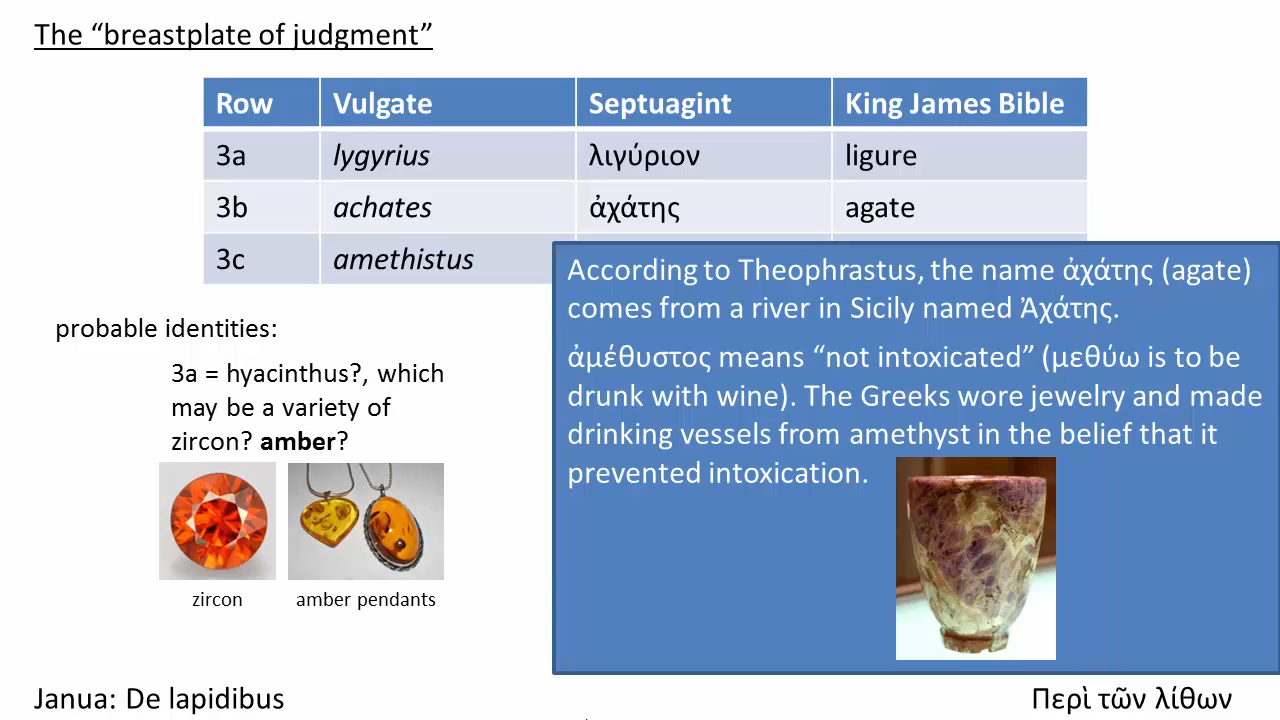 The “breastplate of judgment”
Row Vulgate Septuagint King James Bible
3a lygyrius λιγύριον ligure
3b achates ἀχάτης agate
3c amethistus
According to Theophrastus, the name ἀχάτης (agate)
comes from a river in Sicily named Ἀχάτης.
ἀμέθυστος means “not intoxicated” (μεθύω is to be
drunk with wine). The Greeks wore jewelry and made
drinking vessels from amethyst in the belief that it
prevented intoxication.
probable identities:
3a = hyacinthus?, which
may be a variety of
zircon? amber?
zircon
amber pendants
Janua: De lapidibus
Περὶ τῶν λίθων